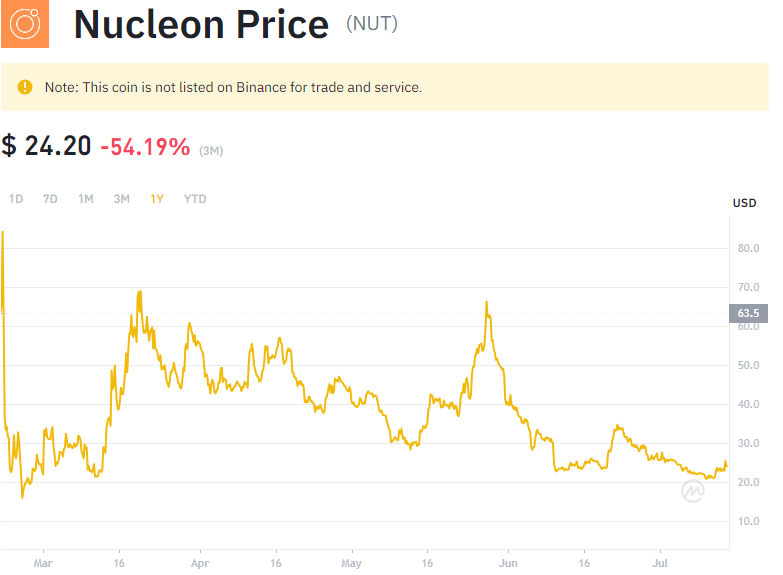 Nucleon Price (NUT)
Note: This coin is not listed on Binance for trade and service.
$ 24.20 -54.19% (3M)
1D 7D 1M 3M 1Y YTD
USD
80.0
70.0
63.5
60.0
50.0
40.0
30.0
20.0
10.0
Mar 16 Apr 16 May 16 Jun 16 Jul